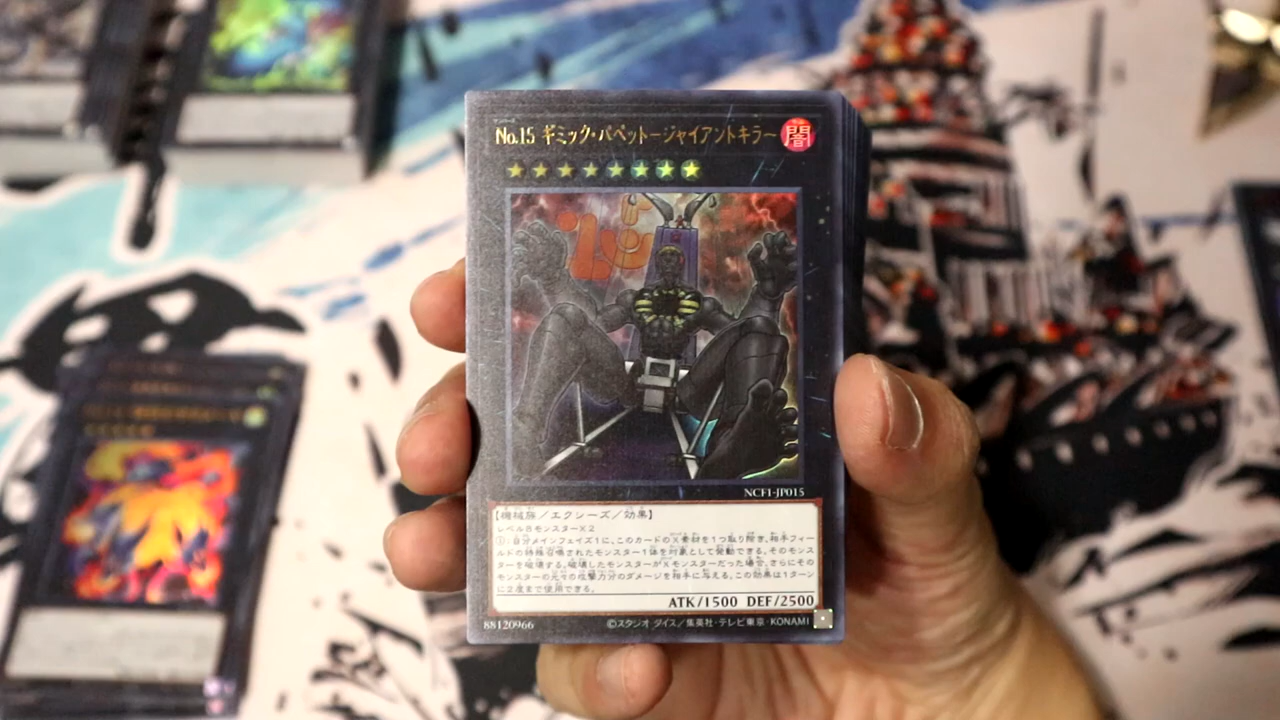 ナンバーズ
No.15 ギミック・パペット－ジャイアントキラー
闇
NCF1-JP015
【機械族／エクシーズ／効果】
レベル8モンスター×2
①：自分メインフェイズ1に、このカードのX素材を1つ取り除き、相手フィー
ルドの特殊召喚されたモンスター1体を対象として発動できる。そのモンス
ターを破壊する。破壊したモンスターがXモンスターだった場合、さらにその
モンスターの元々の攻撃力分のダメージを相手に与える。この効果は1ターン
に2度まで使用できる。
ATK/1500 DEF/2500
88120966
©スタジオ・ダイス／集英社・テレビ東京・KONAMI